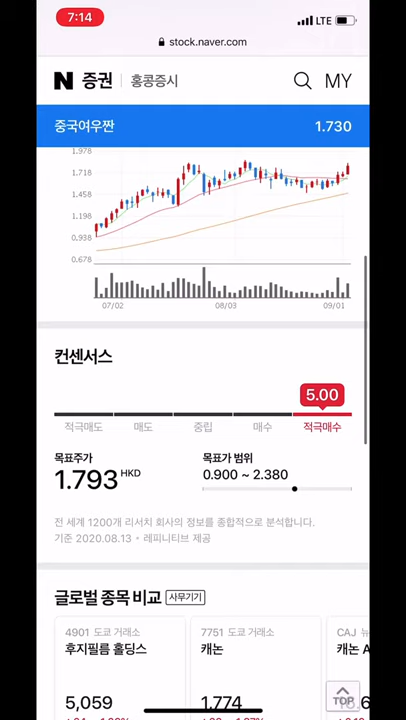 7:14
LTE
stock.naver.com
N 증권 홍콩증시
MY
중국여우짠 1.730
1.978
1.718
1.458
1.198
0.938
0.678
07/02 08/03 09/01
컨센서스
5.00
적극매도 매도 중립 매수 적극매수
목표주가 목표가 범위
1.793 HKD 0.900 ~ 2.380
전 세계 1200개 리서치 회사의 정보를 종합적으로 분석합니다.
기준 2020.08.13 • 레피니티브 제공
글로벌 종목 비교 사무기기
4901 도쿄 거래소 7751 도쿄 거래소 CAJ 뉴
후지필름 홀딩스 캐논 캐논 A
5,059 1,774
TOP